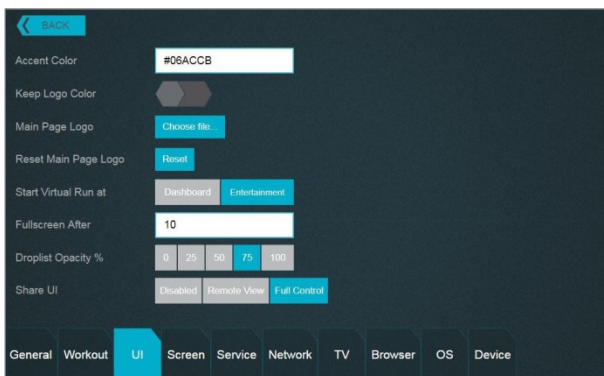 BACK
Accent Color #06ACCB
Keep Logo Color
Main Page Logo Choose file...
Reset Main Page Logo Reset
Start Virtual Run at Dashboard Entertainment
Fullscreen After 10
Droplist Opacity % 0 25 50 75 100
Share UI Disabled Remote View Full Control
General Workout UI Screen Service Network TV Browser OS Device